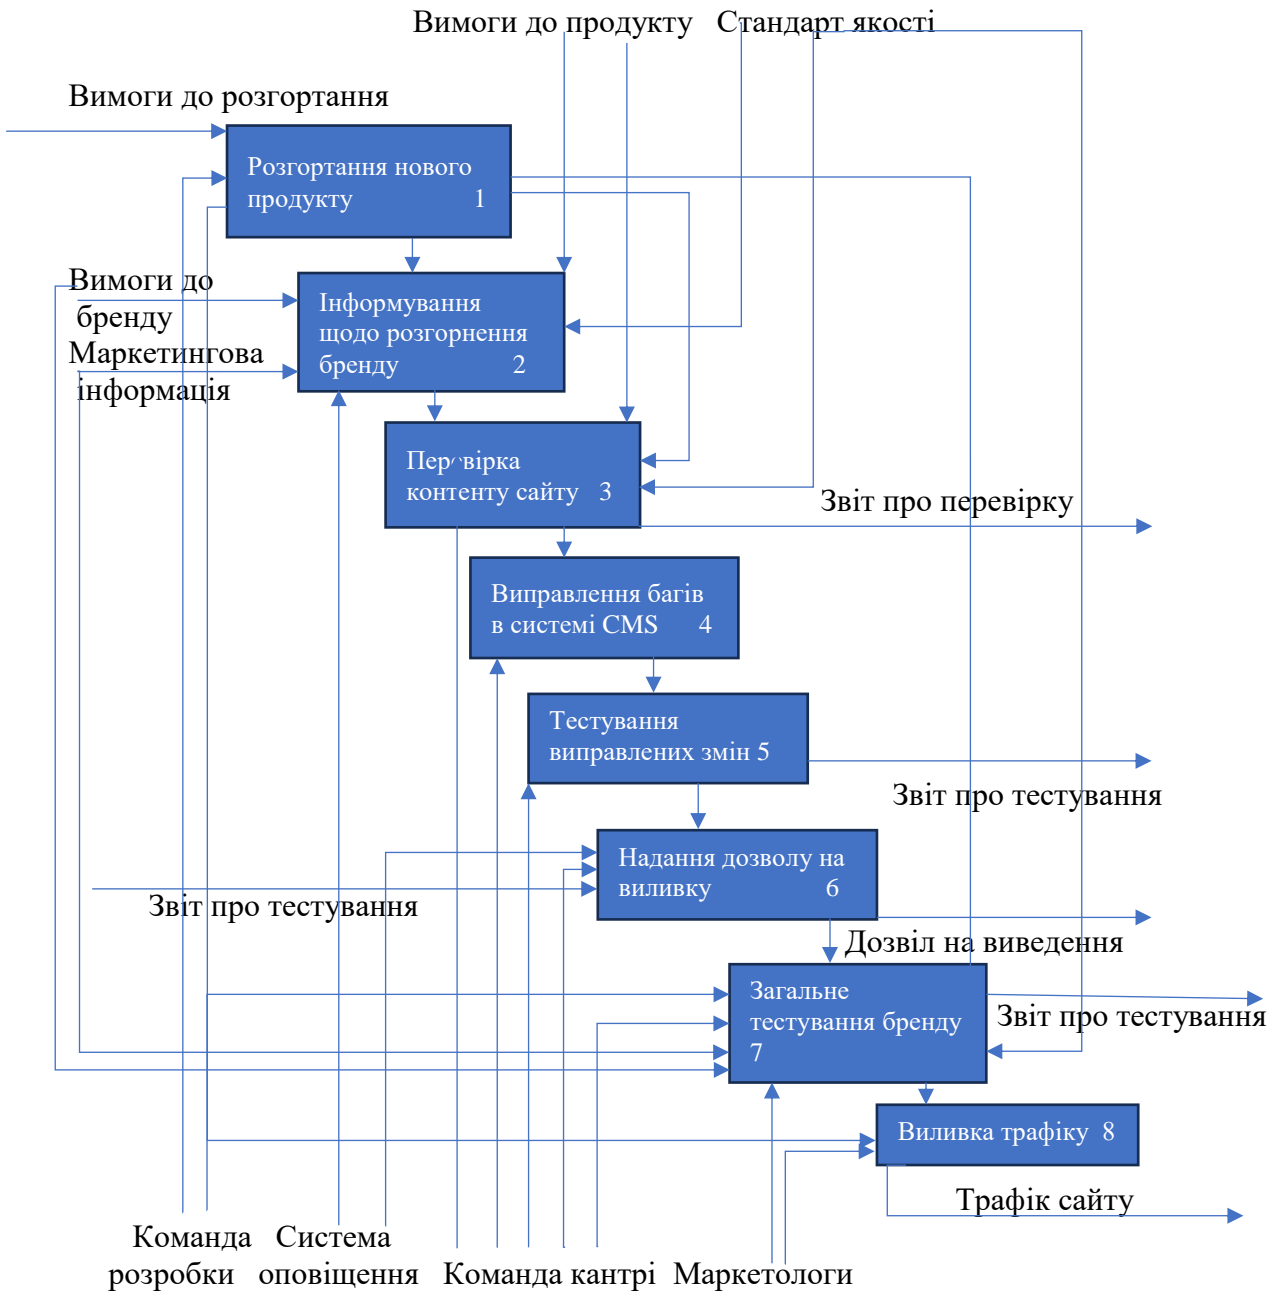 Вимоги до продукту Стандарт якості
Вимоги до розгортання
Розгортання нового
продукту 1
Вимоги до
бренду
Маркетингова
інформація
Інформування
щодо розгорнення
бренду 2
Перевірка
контенту сайту 3
Звіт про перевірку
Виправлення багів
в системі CMS 4
Тестування
виправлених змін 5
Звіт про тестування
Надання дозволу на
виливку 6
Звіт про тестування
Дозвіл на виведення
Загальне
тестування бренду
7
Звіт про тестування
Виливка трафіку 8
Трафік сайту
Команда
розробки
Система
оповіщення
Команда кантрі
Маркетологи